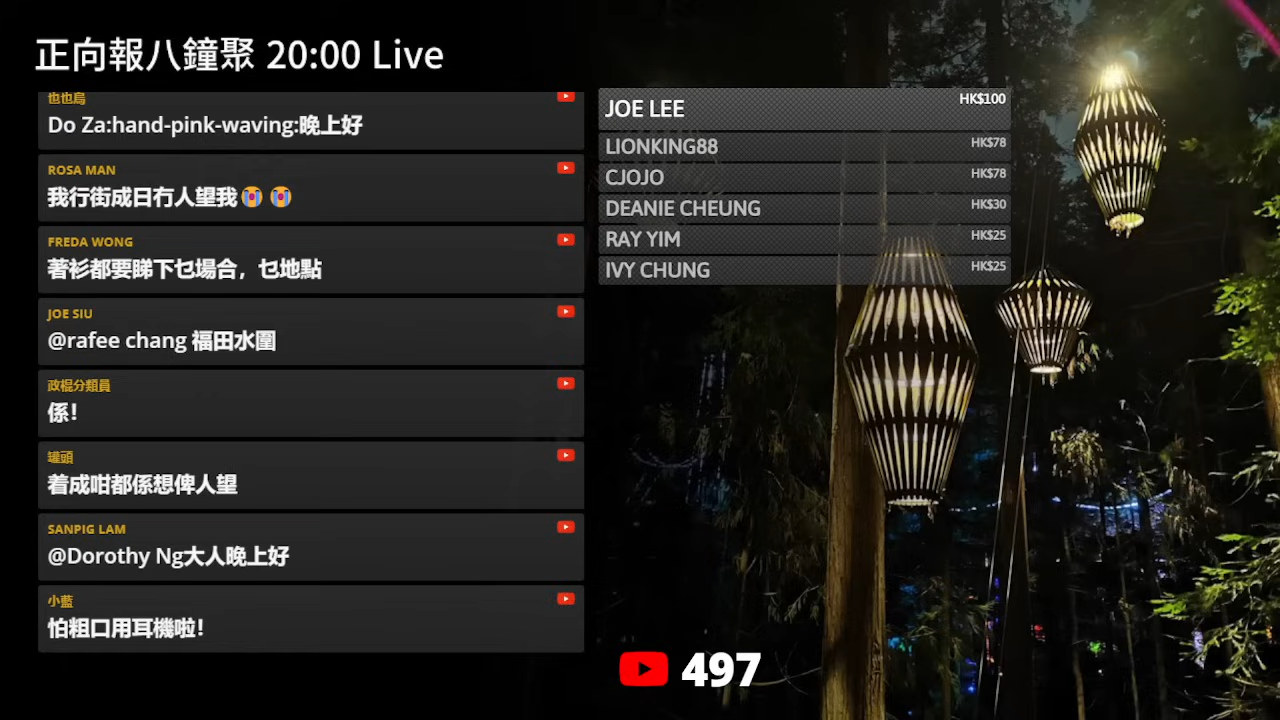 正向報八鐘聚 20:00 Live
也也鳥
Do Za:hand-pink-waving:晚上好
ROSA MAN
我行街成日冇人望我😭 😭
FREDA WONG
著衫都要睇下乜場合，乜地點
JOE SIU
@rafee chang 福田水圍
政棍分類員
係！
罐頭
着成咁都係想俾人望
SANPIG LAM
@Dorothy Ng大人晚上好
小藍
怕粗口用耳機啦！
JOE LEE HK$100
LIONKING88 HK$78
CJOJO HK$78
DEANIE CHEUNG HK$30
RAY YIM HK$25
IVY CHUNG HK$25
497